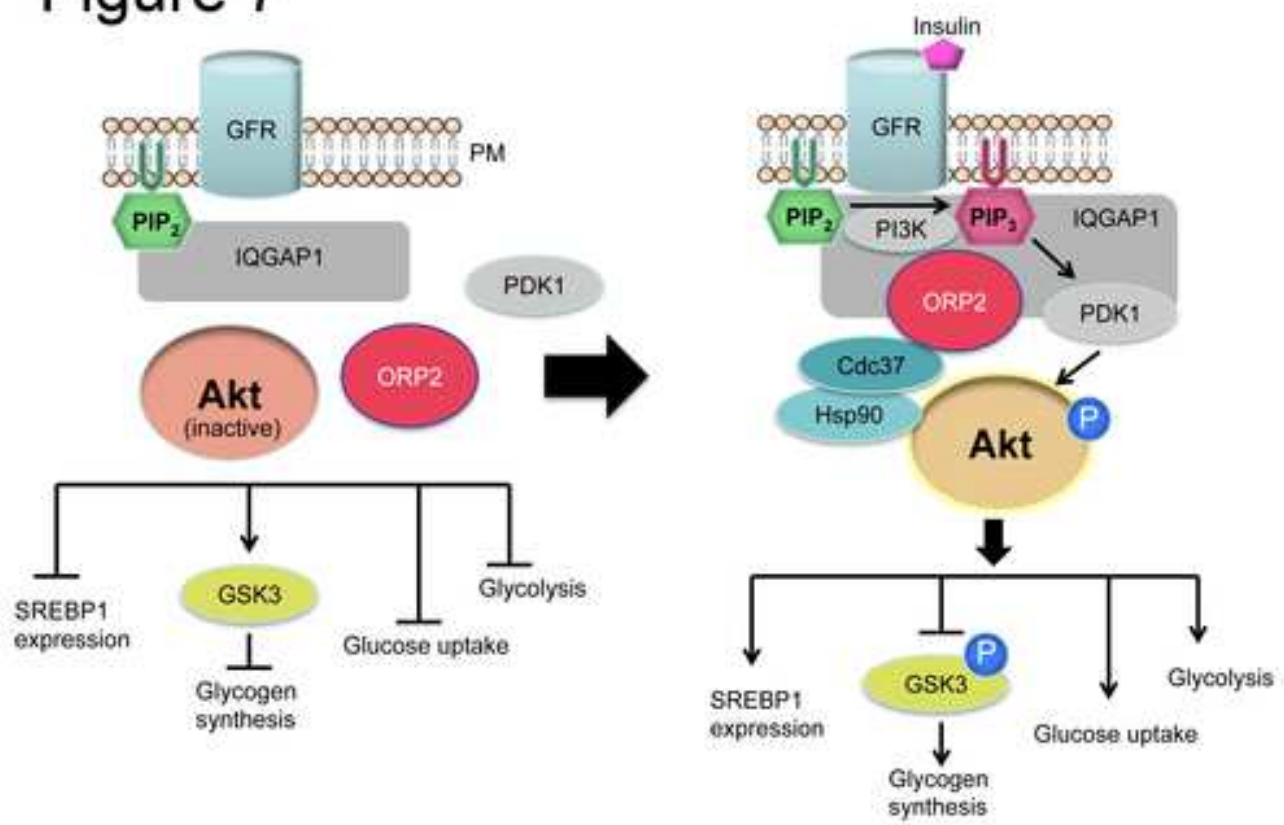 Figure 7
GFR
PM
PIP2
IQGAP1
PDK1
Akt
(inactive)
ORP2
SREBP1
expression
GSK3
Glycogen
synthesis
Glucose uptake
Glycolysis
Insulin
GFR
PIP2
PI3K
PIP3
IQGAP1
ORP2
PDK1
Cdc37
Hsp90
Akt
P
SREBP1
expression
P
GSK3
Glycogen
synthesis
Glucose uptake
Glycolysis